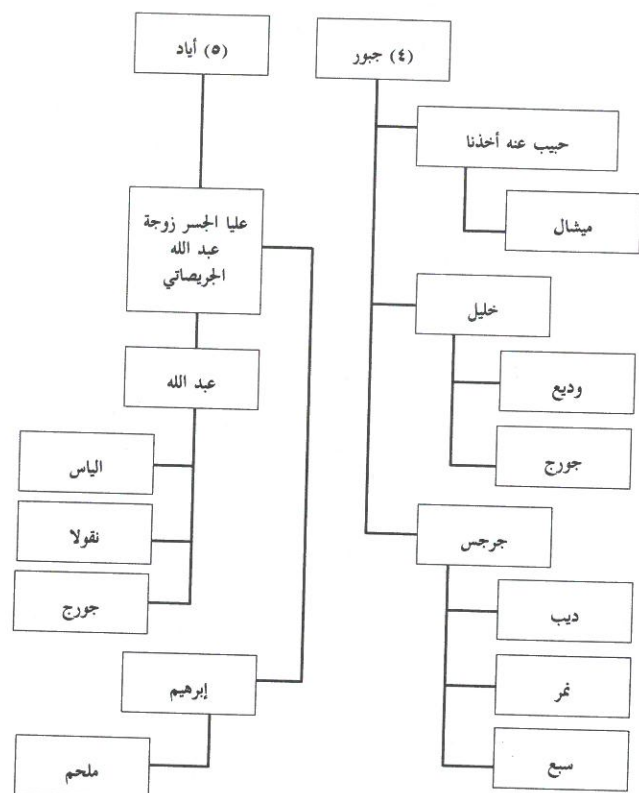 (٤) جبور
حبيب عنه أخذنا
ميشال
خليل
وديع
جورج
جرجس
ديب
نمر
سبع
(٥) أياد
عليا الجسر زوجة
عبد الله
الجريصاتي
عبد الله
الياس
نقولا
جورج
إبرهيم
ملحم